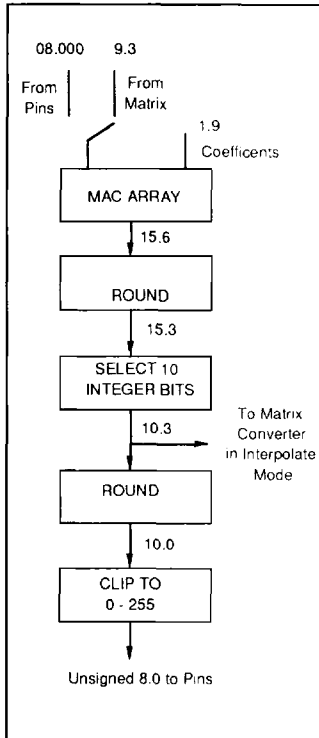 08.000 9.3
From Pins
From Matrix
1.9
Coefficents
MAC ARRAY
15.6
ROUND
15.3
SELECT 10
INTEGER BITS
10.3
To Matrix
Converter
in Interpolate
Mode
ROUND
10.0
CLIP TO
0 - 255
Unsigned 8.0 to Pins